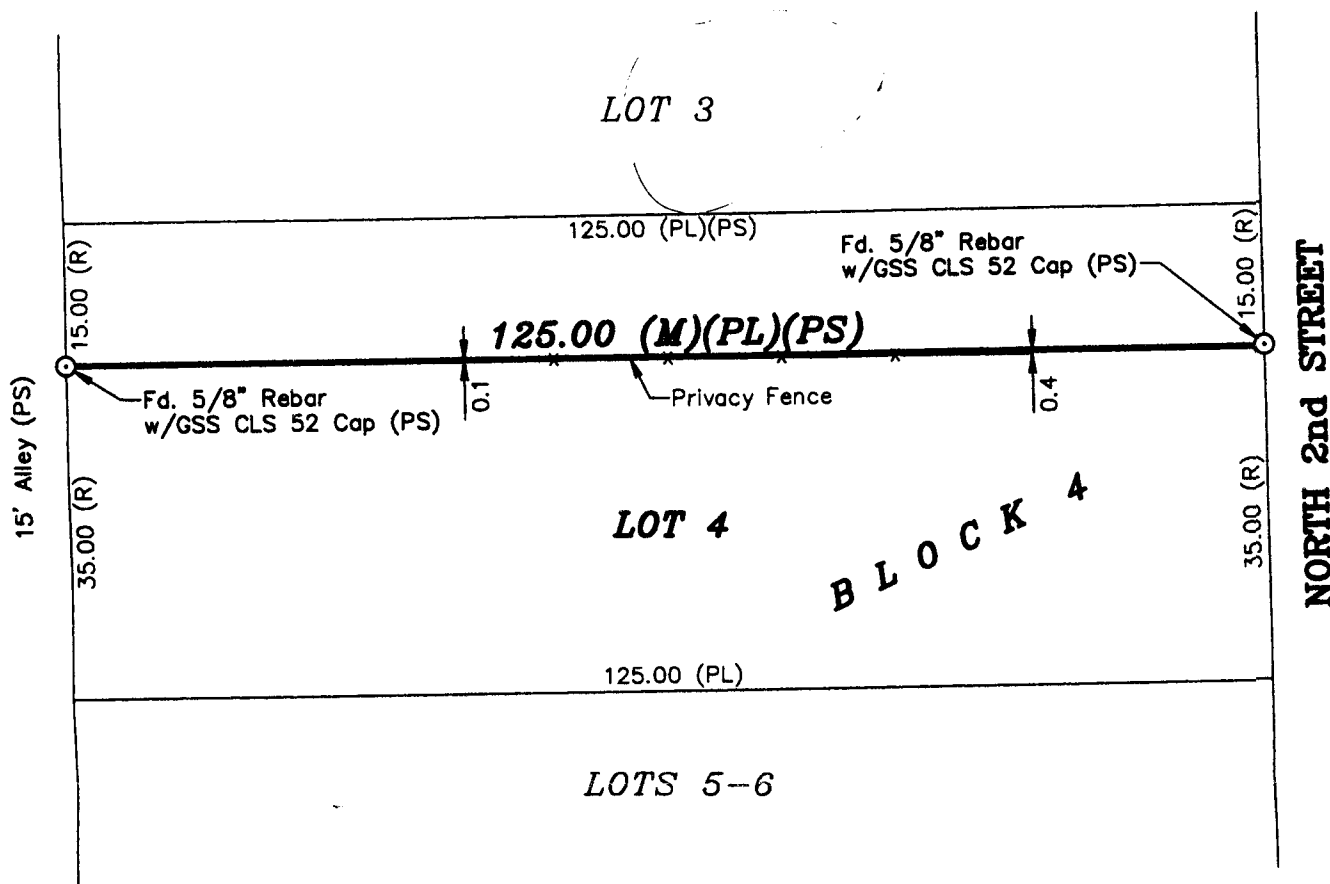 LOT 3
125.00 (PL)(PS)
15.00 (R)
15.00 (R)
Fd. 5/8" Rebar
w/GSS CLS 52 Cap (PS)
125.00 (M)(PL)(PS)
Fd. 5/8" Rebar
w/GSS CLS 52 Cap (PS)
0.1
Privacy Fence
0.4
15' Alley (PS)
NORTH 2nd STREET
35.00 (R)
LOT 4
BLOCK 4
35.00 (R)
125.00 (PL)
LOTS 5-6